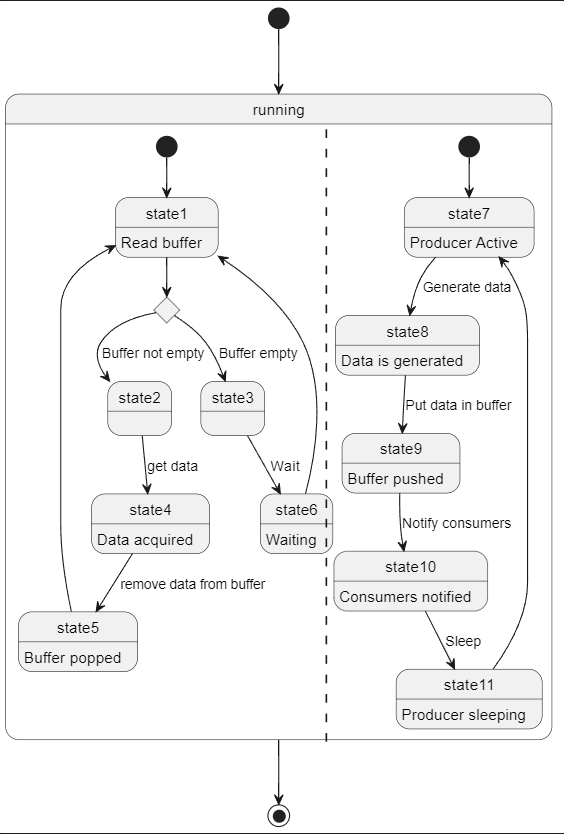 running
state1
Read buffer
Buffer not empty
Buffer empty
state2
state3
get data
Wait
state4
Data acquired
state6
Waiting
remove data from buffer
state5
Buffer popped
state7
Producer Active
Generate data
state8
Data is generated
Put data in buffer
state9
Buffer pushed
Notify consumers
state10
Consumers notified
Sleep
state11
Producer sleeping